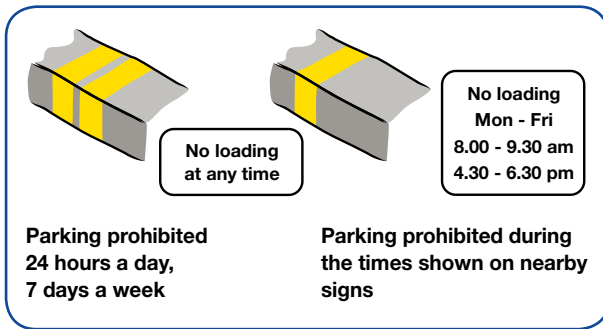 No loading
at any time
No loading
Mon - Fri
8.00 - 9.30 am
4.30 - 6.30 pm
Parking prohibited
24 hours a day,
7 days a week
Parking prohibited during
the times shown on nearby
signs